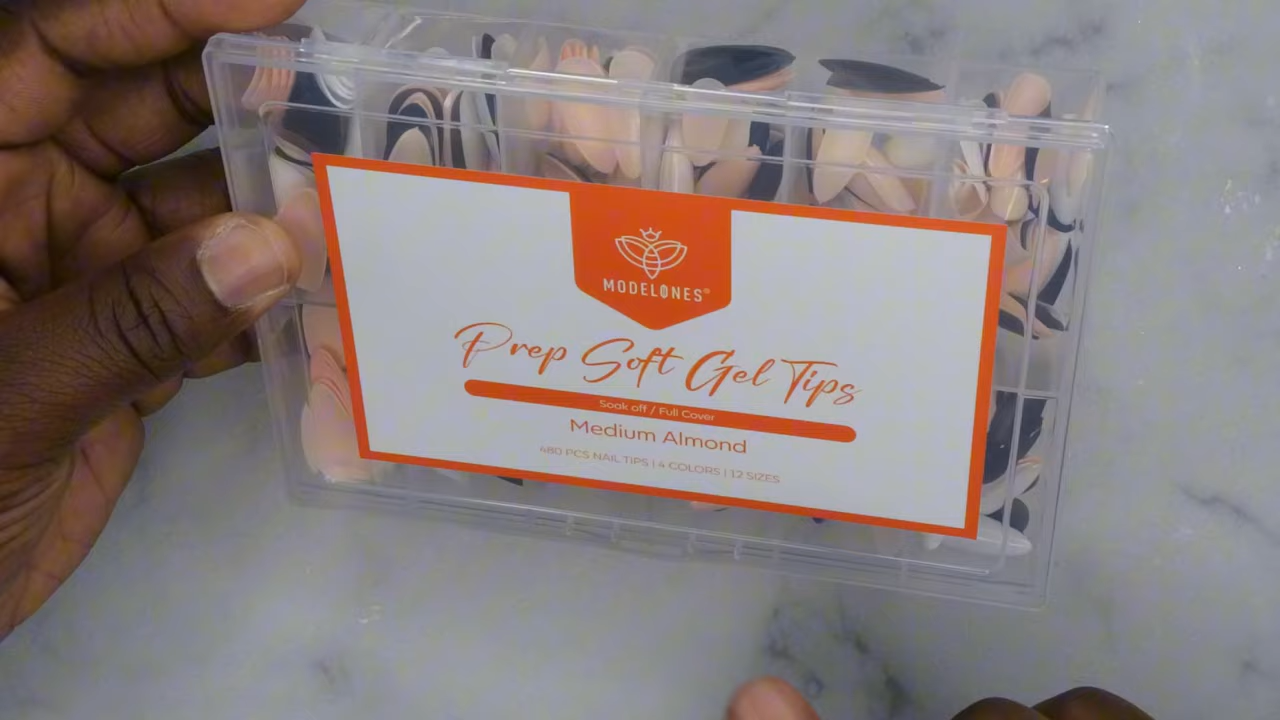 MODELONES®
Prep Soft Gel Tips
Soak off / Full Cover
Medium Almond
480 PCS NAIL TIPS | 4 COLORS | 12 SIZES